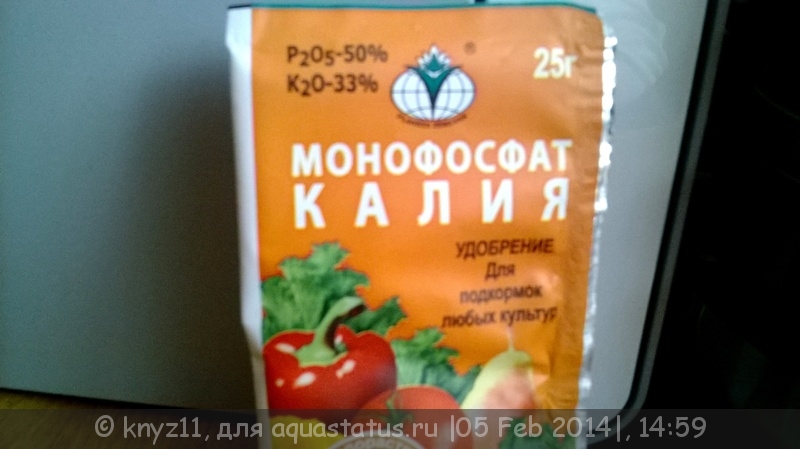 P2O5-50%
K2O-33%
®
25г
МОНОФОСФАТ
КАЛИЯ
УДОБРЕНИЕ
Для
подкормок
любых культур
© knyz11, для aquastatus.ru |05 Feb 2014|, 14:59